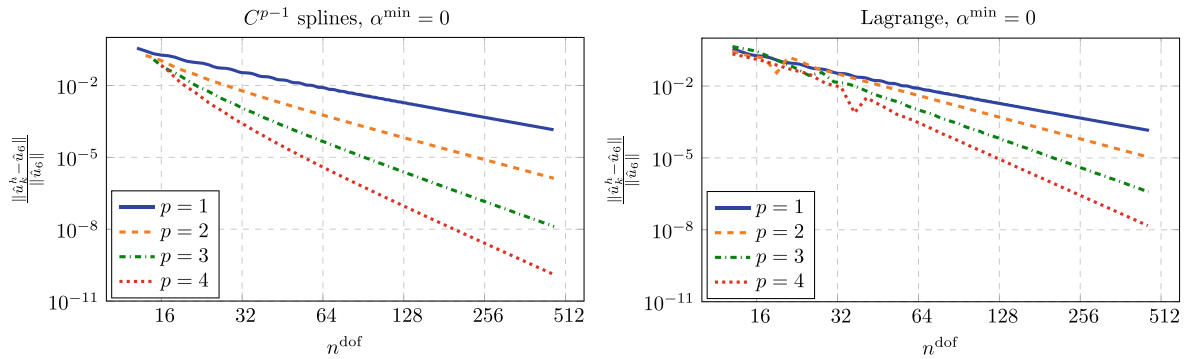 C^{p−1} splines, α^{min} = 0
10^{−2}
10^{−5}
10^{−8}
10^{−11}
‖û_k^h − û_6‖
‖û_6‖
p = 1
p = 2
p = 3
p = 4
16 32 64 128 256 512
n^{dof}
Lagrange, α^{min} = 0
10^{−2}
10^{−5}
10^{−8}
10^{−11}
‖û_k^h − û_6‖
‖û_6‖
p = 1
p = 2
p = 3
p = 4
16 32 64 128 256 512
n^{dof}